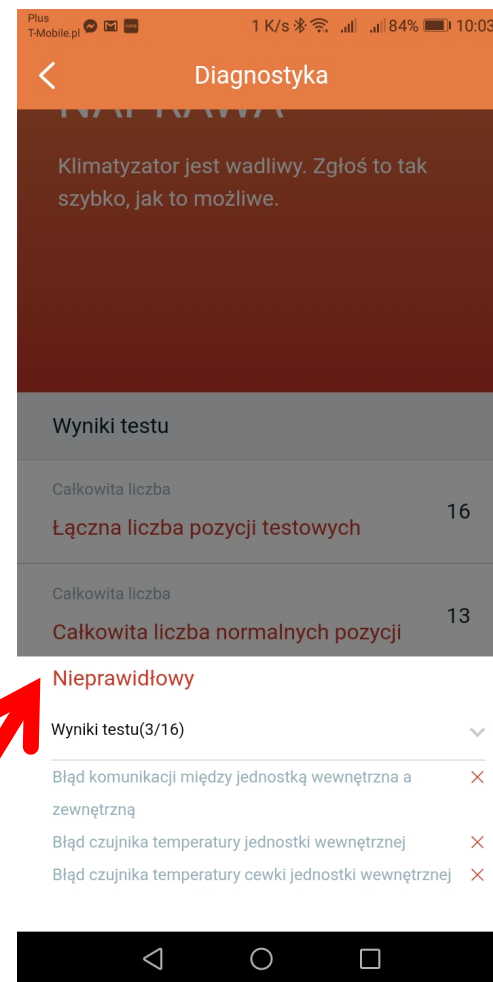 Plus
T-Mobile.pl 1 K/s 84% 10:03
Diagnostyka
NAPRAWA
Klimatyzator jest wadliwy. Zgłoś to tak
szybko, jak to możliwe.
Wyniki testu
Całkowita liczba
Łączna liczba pozycji testowych
16
Całkowita liczba
Całkowita liczba normalnych pozycji
13
Nieprawidłowy
Wyniki testu(3/16)
Błąd komunikacji między jednostką wewnętrzna a
zewnętrzną
Błąd czujnika temperatury jednostki wewnętrznej
Błąd czujnika temperatury cewki jednostki wewnętrznej